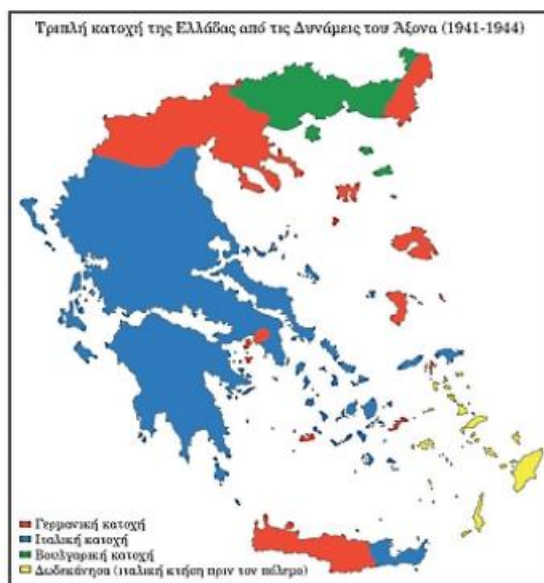 Τριπλή κατοχή της Ελλάδας από τις Δυνάμεις του Άξονα (1941-1944)
Γερμανική κατοχή
Ιταλική κατοχή
Βουλγαρική κατοχή
Δωδεκάνησα (ιταλική κτήση πριν τον πόλεμο)